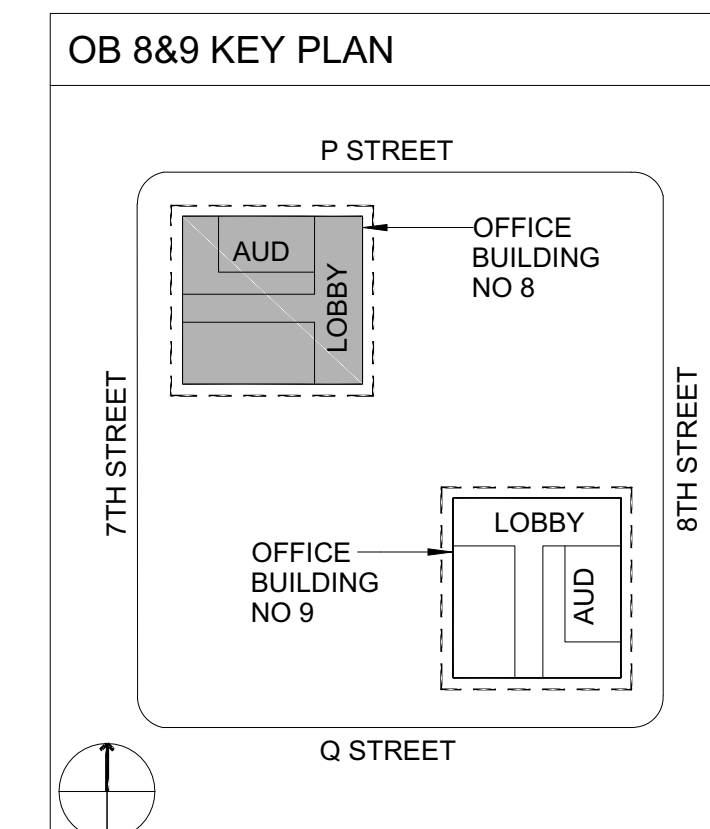 OB 8&9 KEY PLAN
P STREET
AUD
LOBBY
OFFICE
BUILDING
NO 8
7TH STREET
8TH STREET
LOBBY
AUD
OFFICE
BUILDING
NO 9
Q STREET